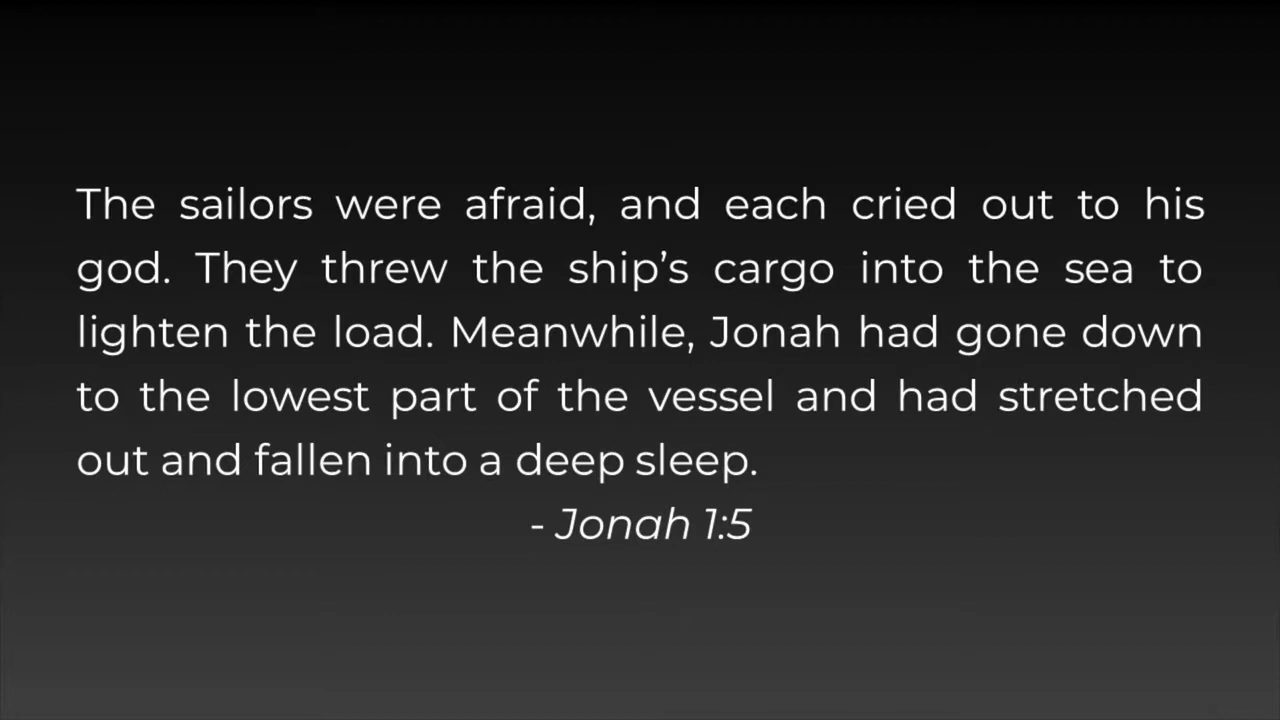 The sailors were afraid, and each cried out to his
god. They threw the ship’s cargo into the sea to
lighten the load. Meanwhile, Jonah had gone down
to the lowest part of the vessel and had stretched
out and fallen into a deep sleep.
- Jonah 1:5